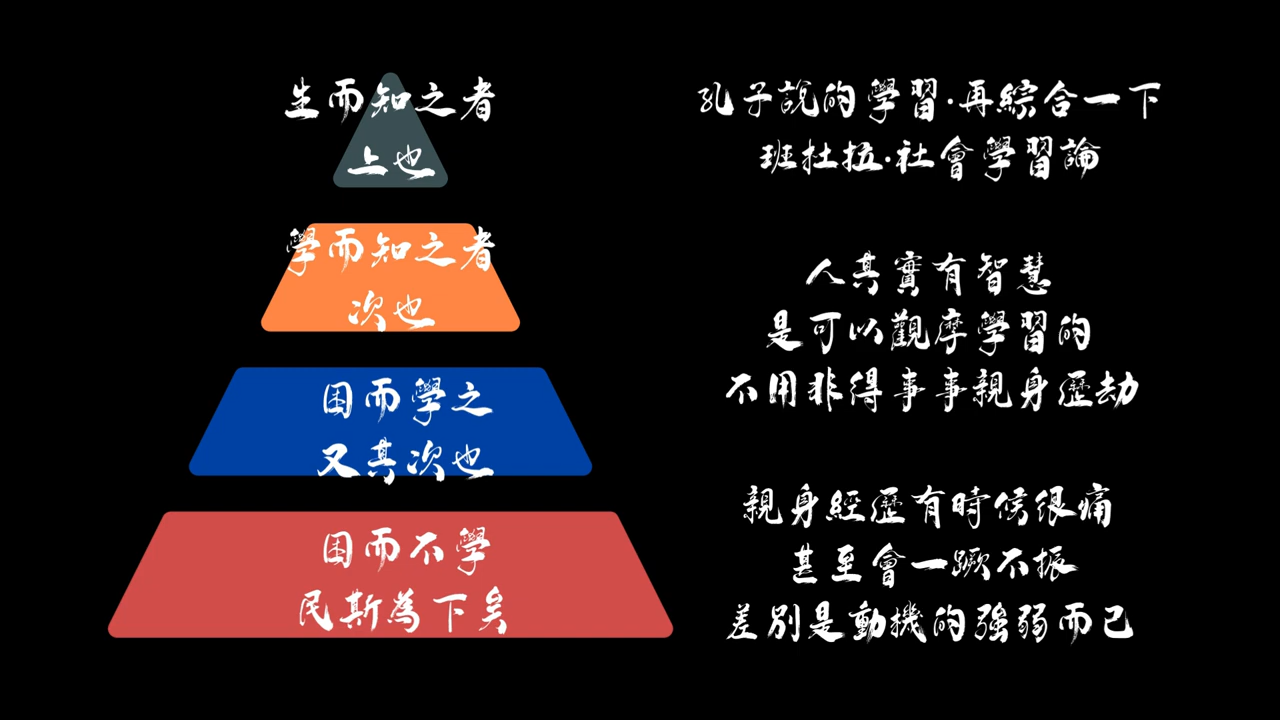 生而知之者
上也
學而知之者
次也
困而學之
又其次也
困而不學
民斯為下矣
孔子說的學習·再綜合一下
班杜拉·社會學習論
人其實有智慧
是可以觀摩學習的
不用非得事事親身歷劫
親身經歷有時候很痛
甚至會一蹶不振
差別是動機的強弱而已